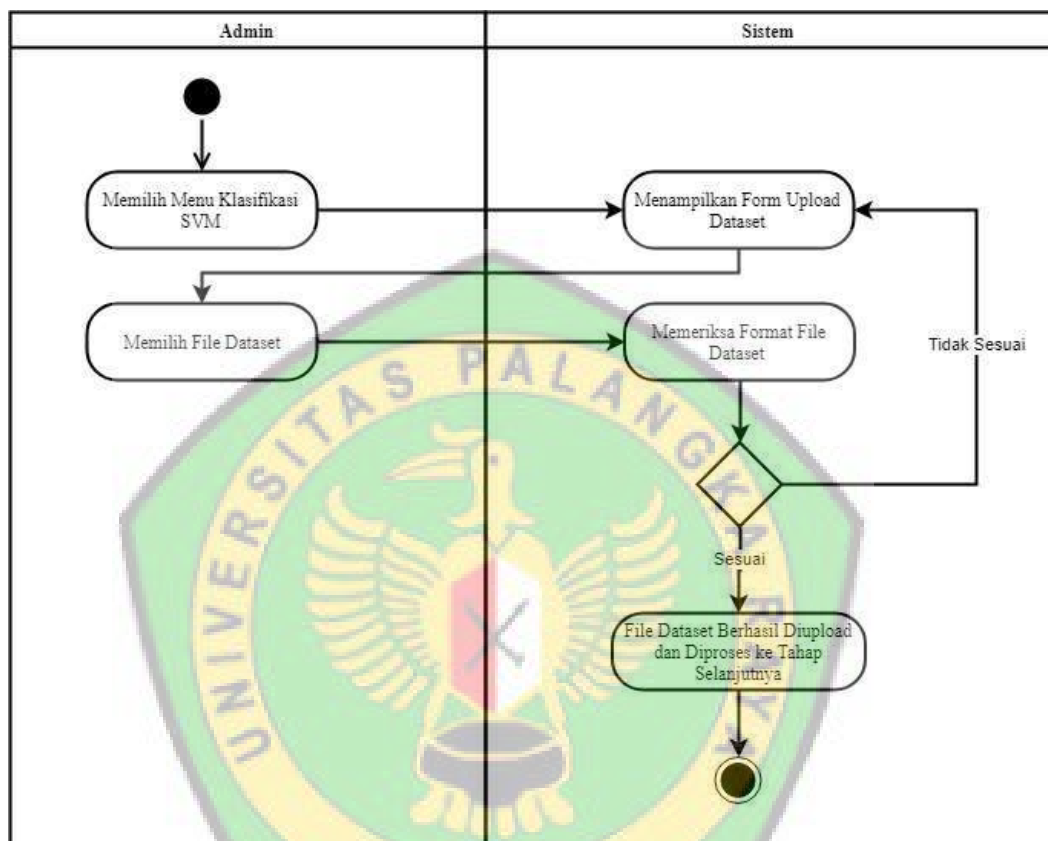 Admin
Sistem
Memilih Menu Klasifikasi
SVM
Menampilkan Form Upload
Dataset
Memilih File Dataset
Memeriksa Format File
Dataset
Tidak Sesuai
Sesuai
File Dataset Berhasil Diupload
dan Diproses ke Tahap
Selanjutnya
UNIVERSITAS PALANGKA RAYA